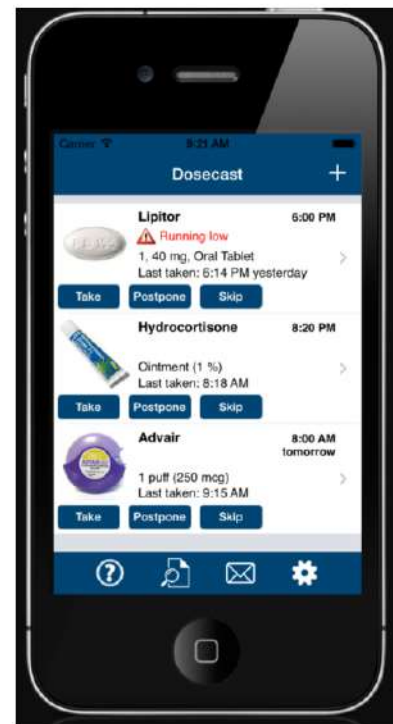 Carrier 9:21 AM
Dosecast +
Lipitor 6:00 PM
Running low
1, 40 mg, Oral Tablet
Last taken: 6:14 PM yesterday
Take Postpone Skip
Hydrocortisone 8:20 PM
Ointment (1 %)
Last taken: 8:18 AM
Take Postpone Skip
Advair 8:00 AM
tomorrow
1 puff (250 mcg)
Last taken: 9:15 AM
Take Postpone Skip